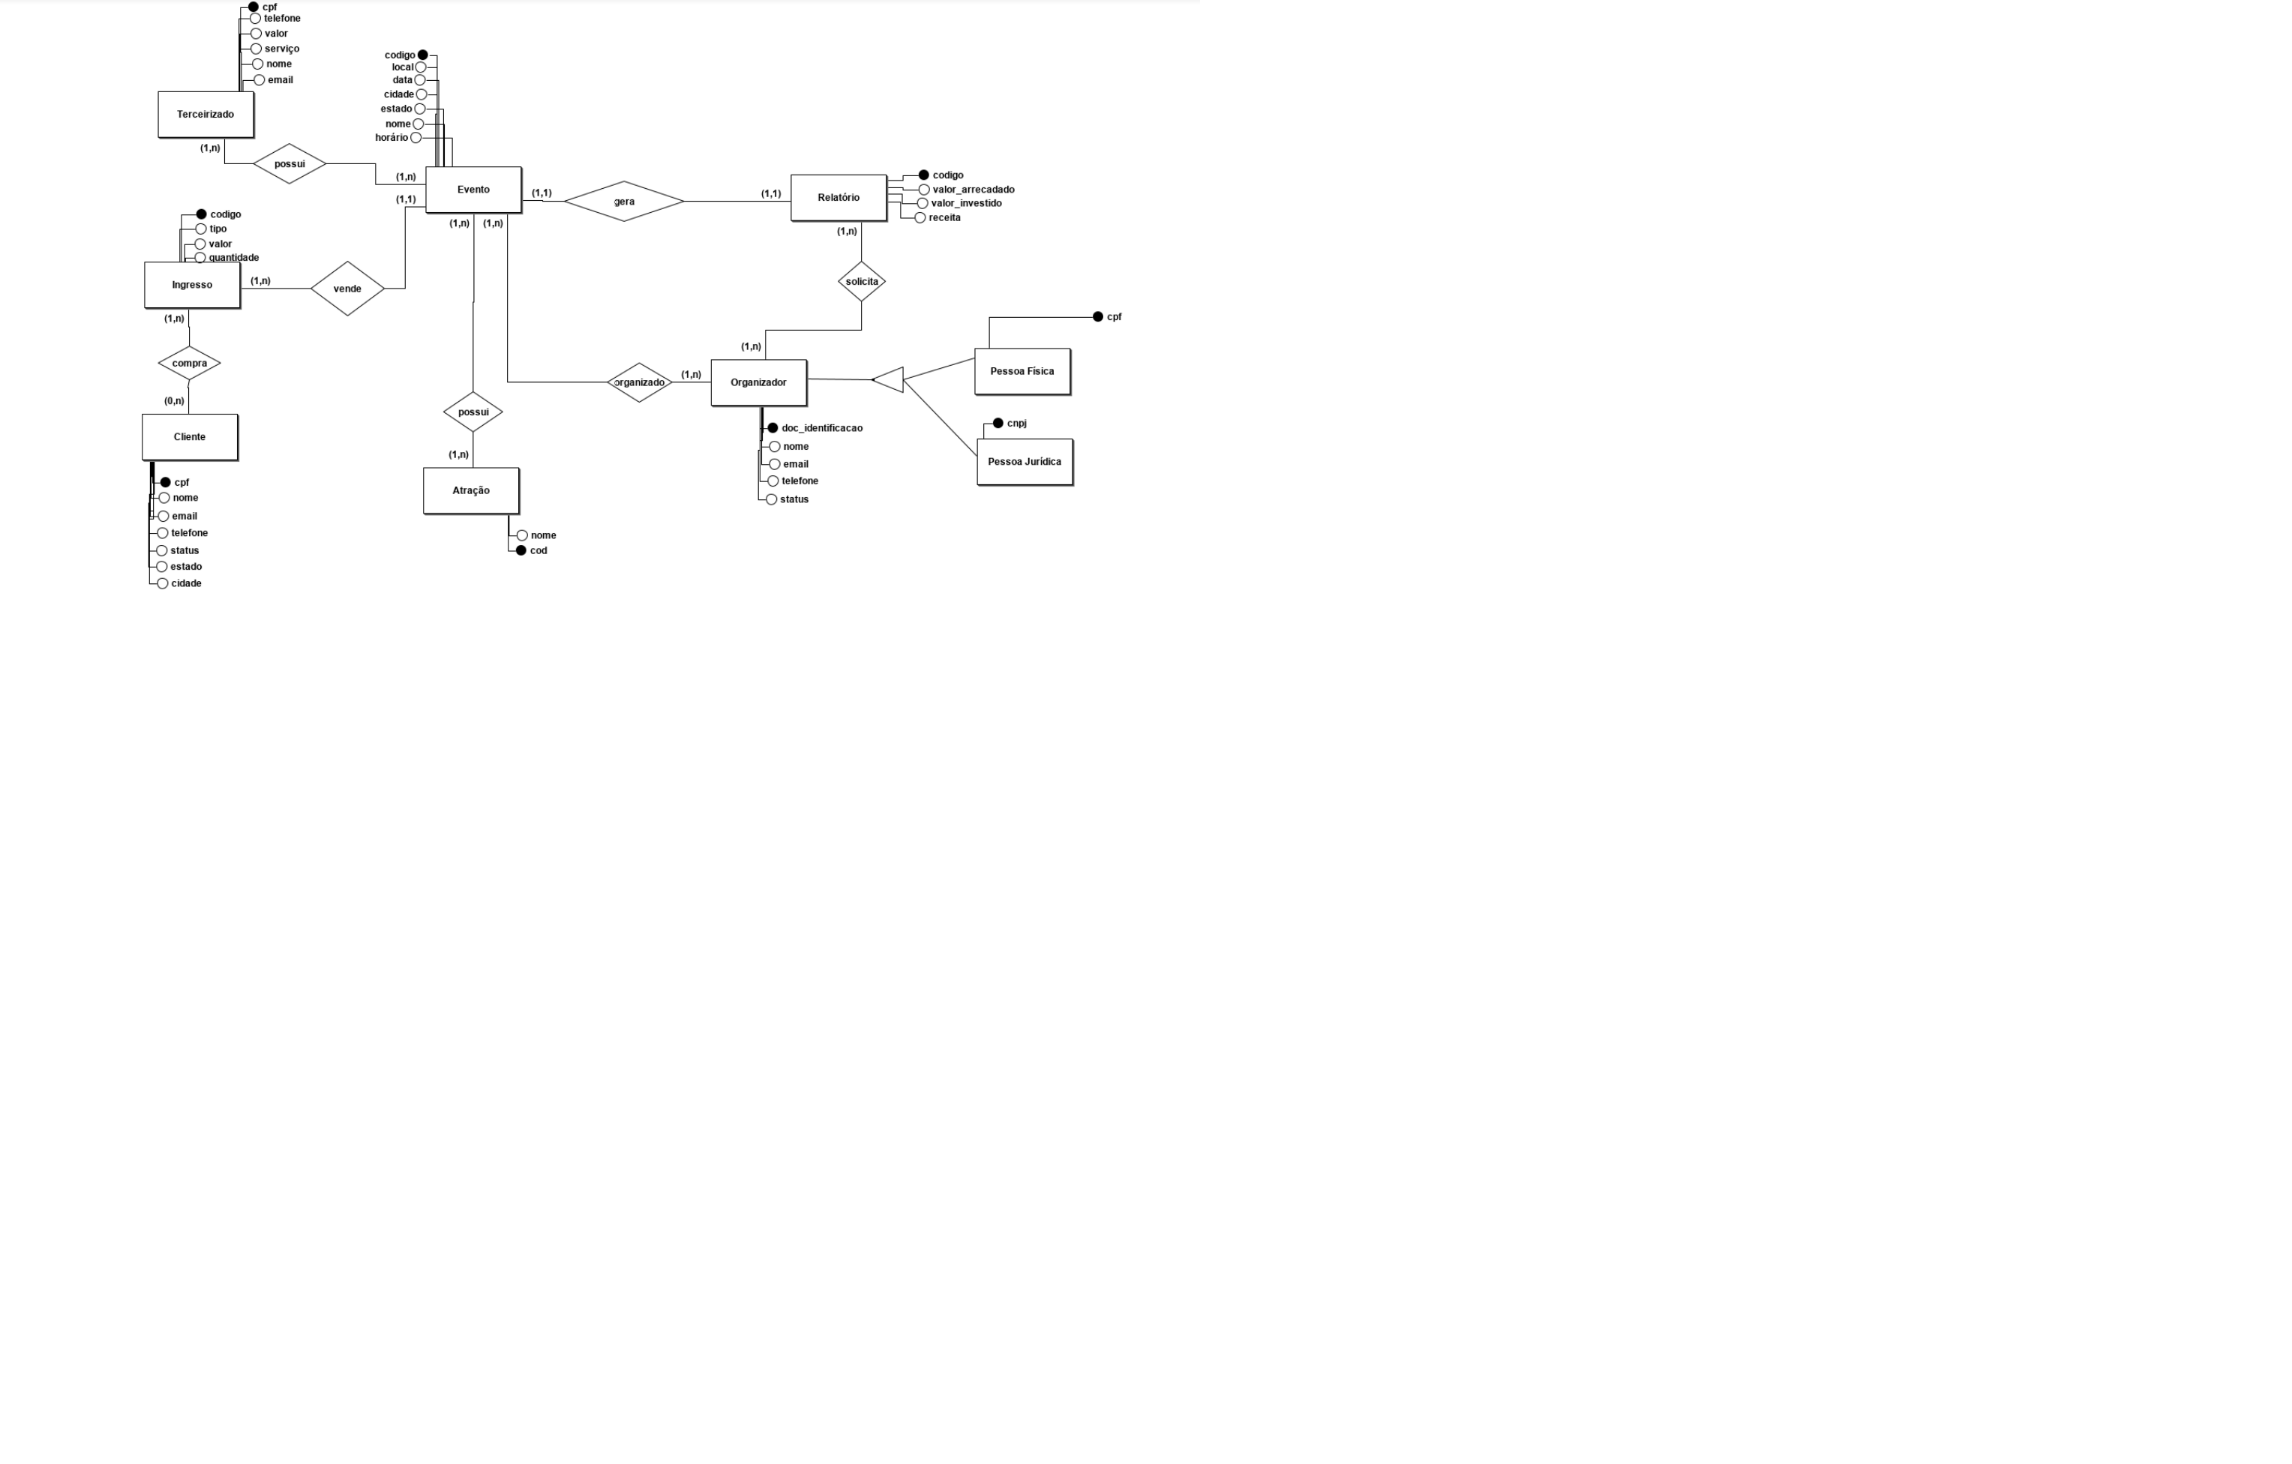 cpf
telefone
valor
serviço
nome
email
Terceirizado
(1,n)
possui
(1,n)
codigo
local
data
cidade
estado
nome
horário
Evento
(1,1)
(1,n)
(1,n)
(1,1)
gera
(1,1)
Relatório
codigo
valor_arrecadado
valor_investido
receita
(1,n)
solicita
(1,n)
codigo
tipo
valor
quantidade
Ingresso
(1,n)
vende
(1,n)
compra
(0,n)
Cliente
cpf
nome
email
telefone
status
estado
cidade
possui
(1,n)
Atração
nome
cod
organizado
(1,n)
Organizador
doc_identificacao
nome
email
telefone
status
cpf
Pessoa Física
cnpj
Pessoa Jurídica